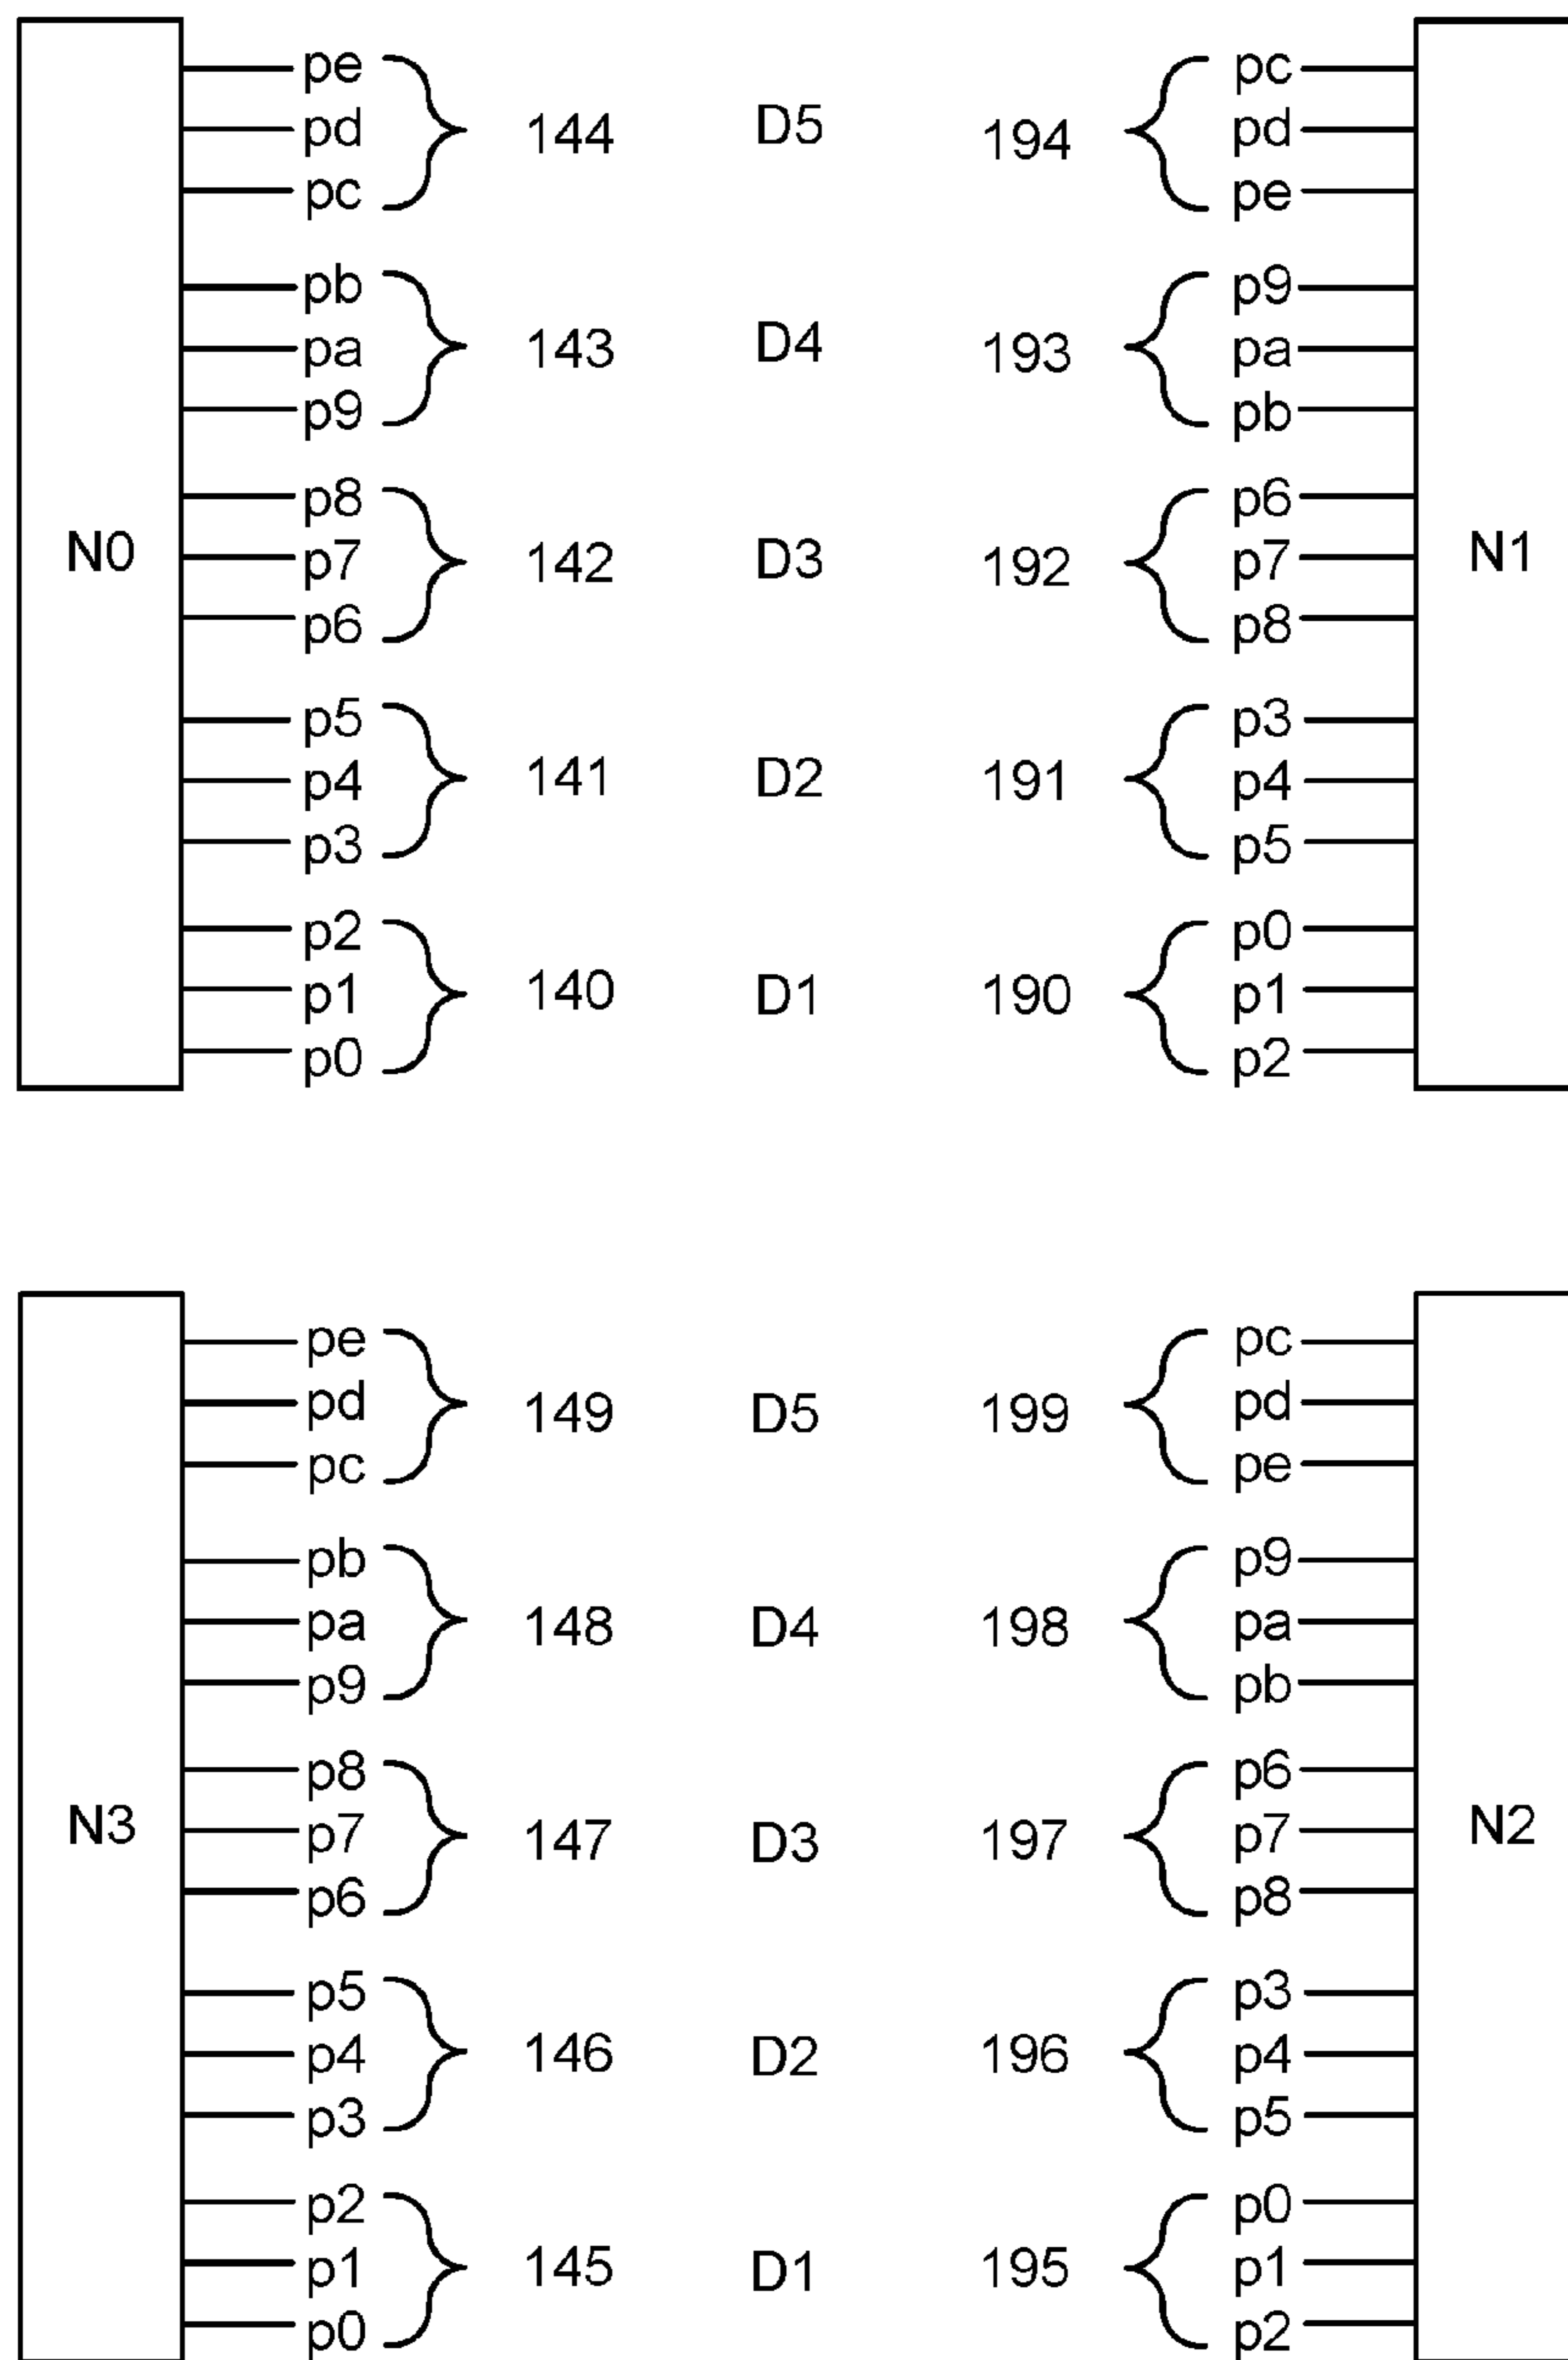 pe pc
pd 144 D5 194 pd
pc pe
pb p9
pa 143 D4 193 pa
p9 pb
p8 p6
N0 p7 142 D3 192 p7 N1
p6 p8
p5 p3
p4 141 D2 191 p4
p3 p5
p2 p0
p1 140 D1 190 p1
p0 p2
pe pc
pd 149 D5 199 pd
pc pe
pb p9
pa 148 D4 198 pa
p9 pb
p8 p6
N3 p7 147 D3 197 p7 N2
p6 p8
p5 p3
p4 146 D2 196 p4
p3 p5
p2 p0
p1 145 D1 195 p1
p0 p2